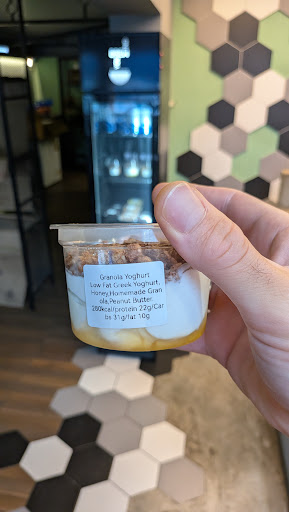 Granula Yoghurt
Low Fat Greek Yoghurt,
Honey,Homemade Gran
ola,Peanut Butter.
280kcal/protein 22g/Car
bs 31g/fat 10g